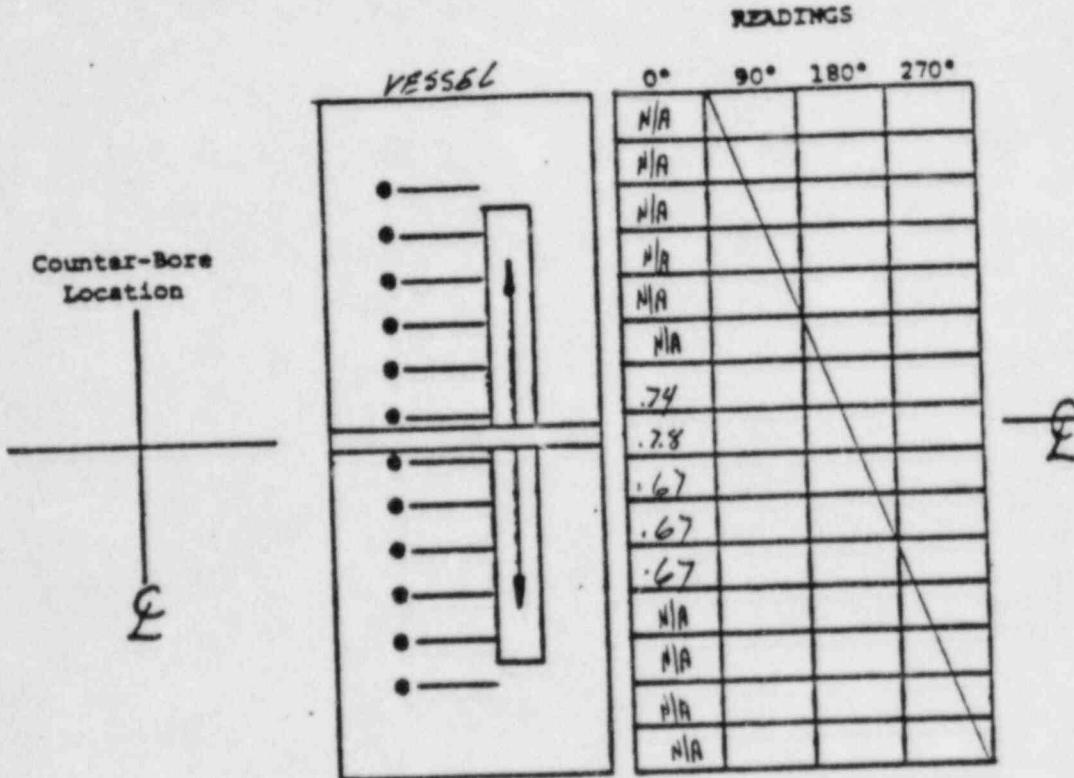 READINGS
VESSEL
0° 90° 180° 270°
N/A
N/A
N/A
N/A
N/A
N/A
.74
.78
.67
.67
.67
N/A
N/A
N/A
N/A
Counter-Bore
Location
℄
℄